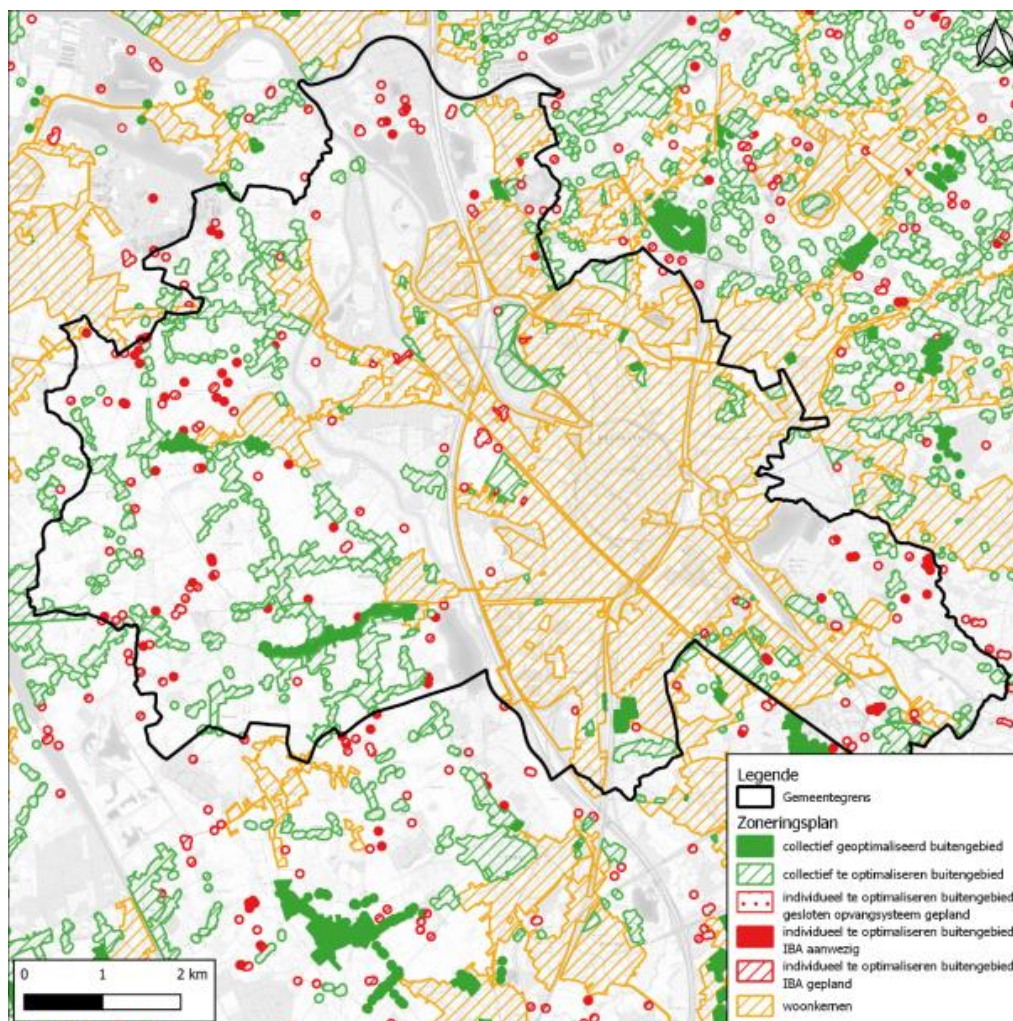 Legende
Gemeentegrens
Zoneringsplan
collectief geoptimaliseerd buitengebied
collectief te optimaliseren buitengebied
individueel te optimaliseren buitengebied
gesloten opvangsysteem gepland
individueel te optimaliseren buitengebied
IBA aanwezig
individueel te optimaliseren buitengebied
IBA gepland
woonkernen
0 1 2 km